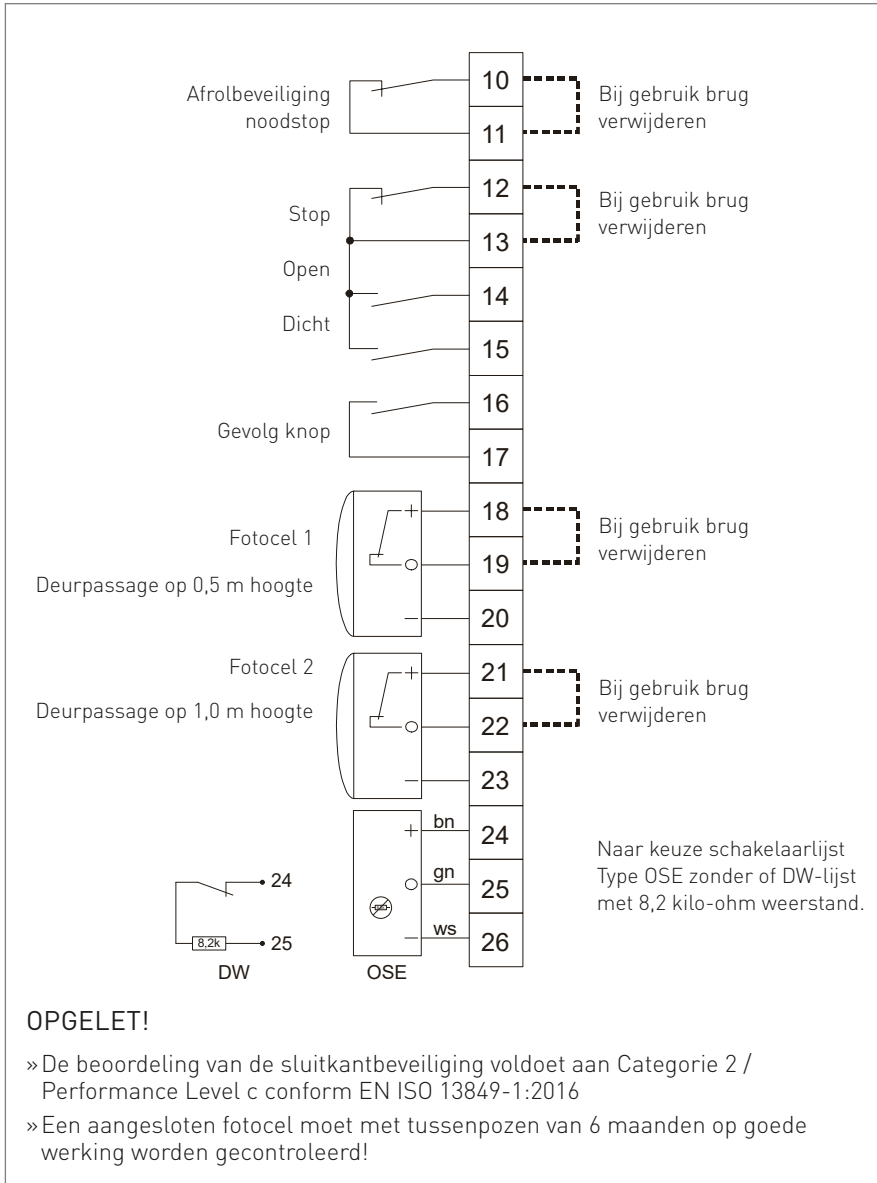 Afrolbeveiliging
noodstop
10
11
Bij gebruik brug
verwijderen
Stop
Open
Dicht
12
13
14
15
Bij gebruik brug
verwijderen
Gevolg knop
16
17
Fotocel 1
Deurpassage op 0,5 m hoogte
+
O
–
18
19
20
Bij gebruik brug
verwijderen
Fotocel 2
Deurpassage op 1,0 m hoogte
+
O
–
21
22
23
Bij gebruik brug
verwijderen
24
8,2k
25
DW
+
O
–
OSE
bn
gn
ws
24
25
26
Naar keuze schakelaarlijst
Type OSE zonder of DW-lijst
met 8,2 kilo-ohm weerstand.
OPGELET!
» De beoordeling van de sluitkantbeveiliging voldoet aan Categorie 2 /
Performance Level c conform EN ISO 13849-1:2016
» Een aangesloten fotocel moet met tussenpozen van 6 maanden op goede
werking worden gecontroleerd!